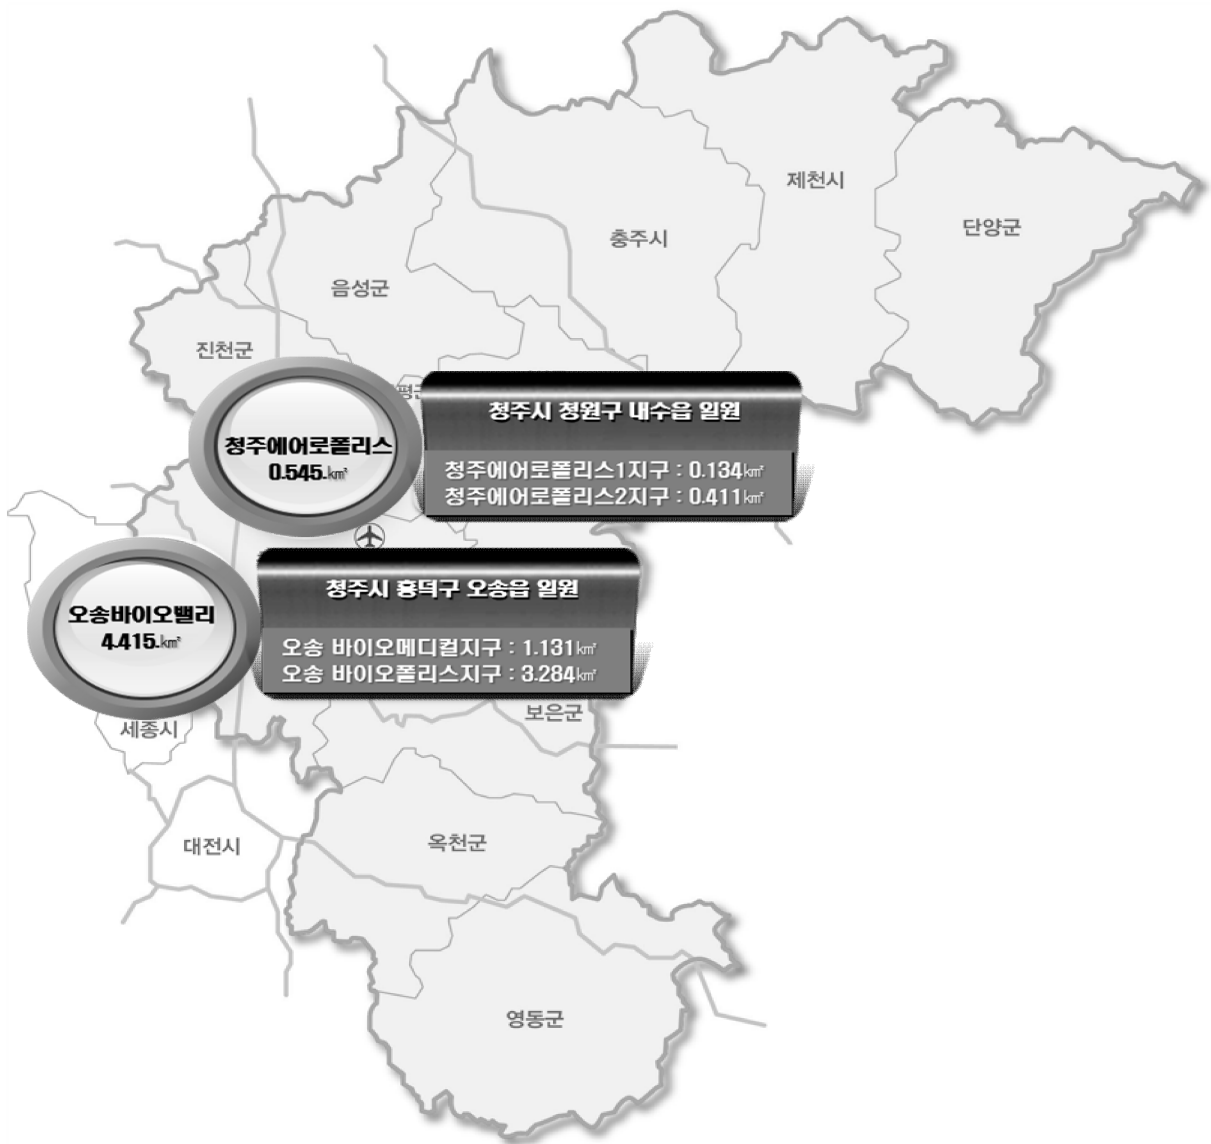 제천시
단양군
충주시
음성군
진천군
평군
청주시 청원구 내수읍 일원
청주에어로폴리스
0.545.㎢
청주에어로폴리스1지구 : 0.134㎢
청주에어로폴리스2지구 : 0.411㎢
청주시 흥덕구 오송읍 일원
오송바이오밸리
4.415.㎢
오송 바이오메디컬지구 : 1.131㎢
오송 바이오폴리스지구 : 3.284㎢
보은군
세종시
대전시
옥천군
영동군